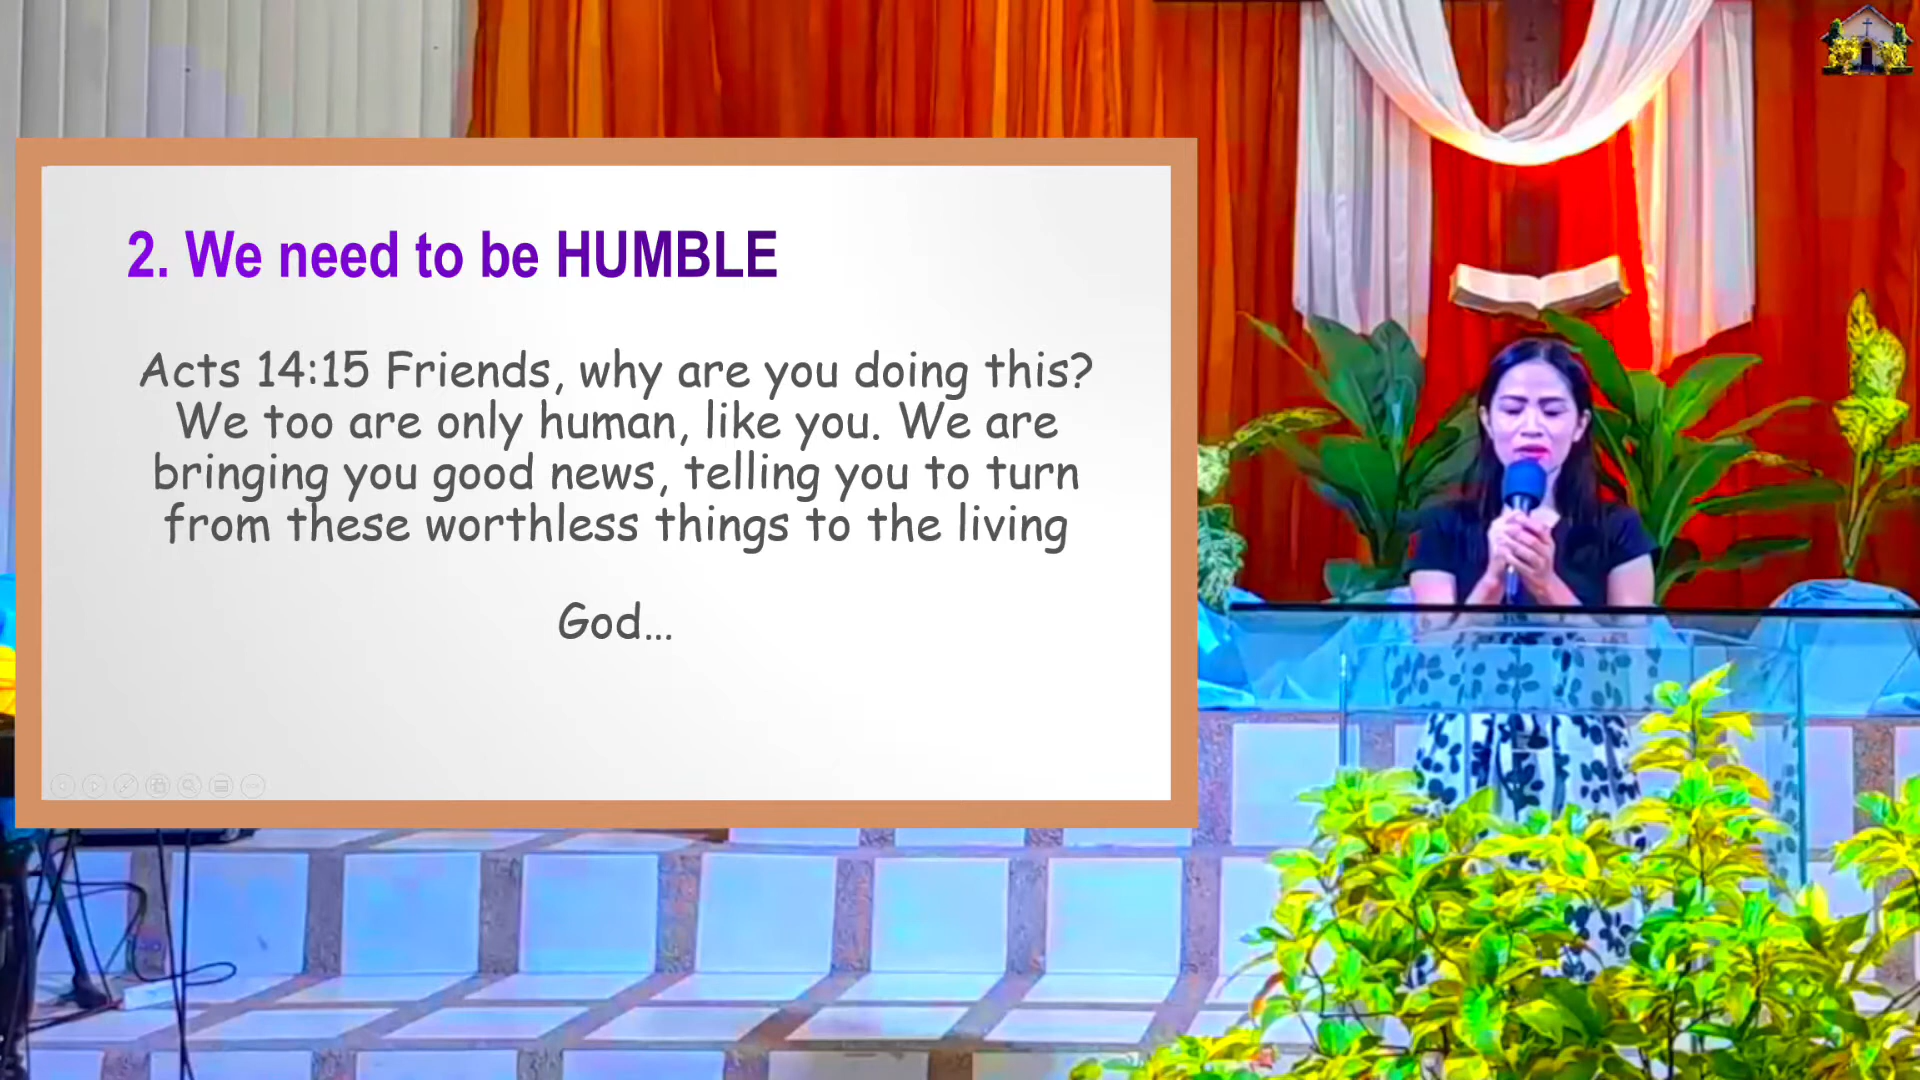 2. We need to be HUMBLE
Acts 14:15 Friends, why are you doing this?
We too are only human, like you. We are
bringing you good news, telling you to turn
from these worthless things to the living
God...